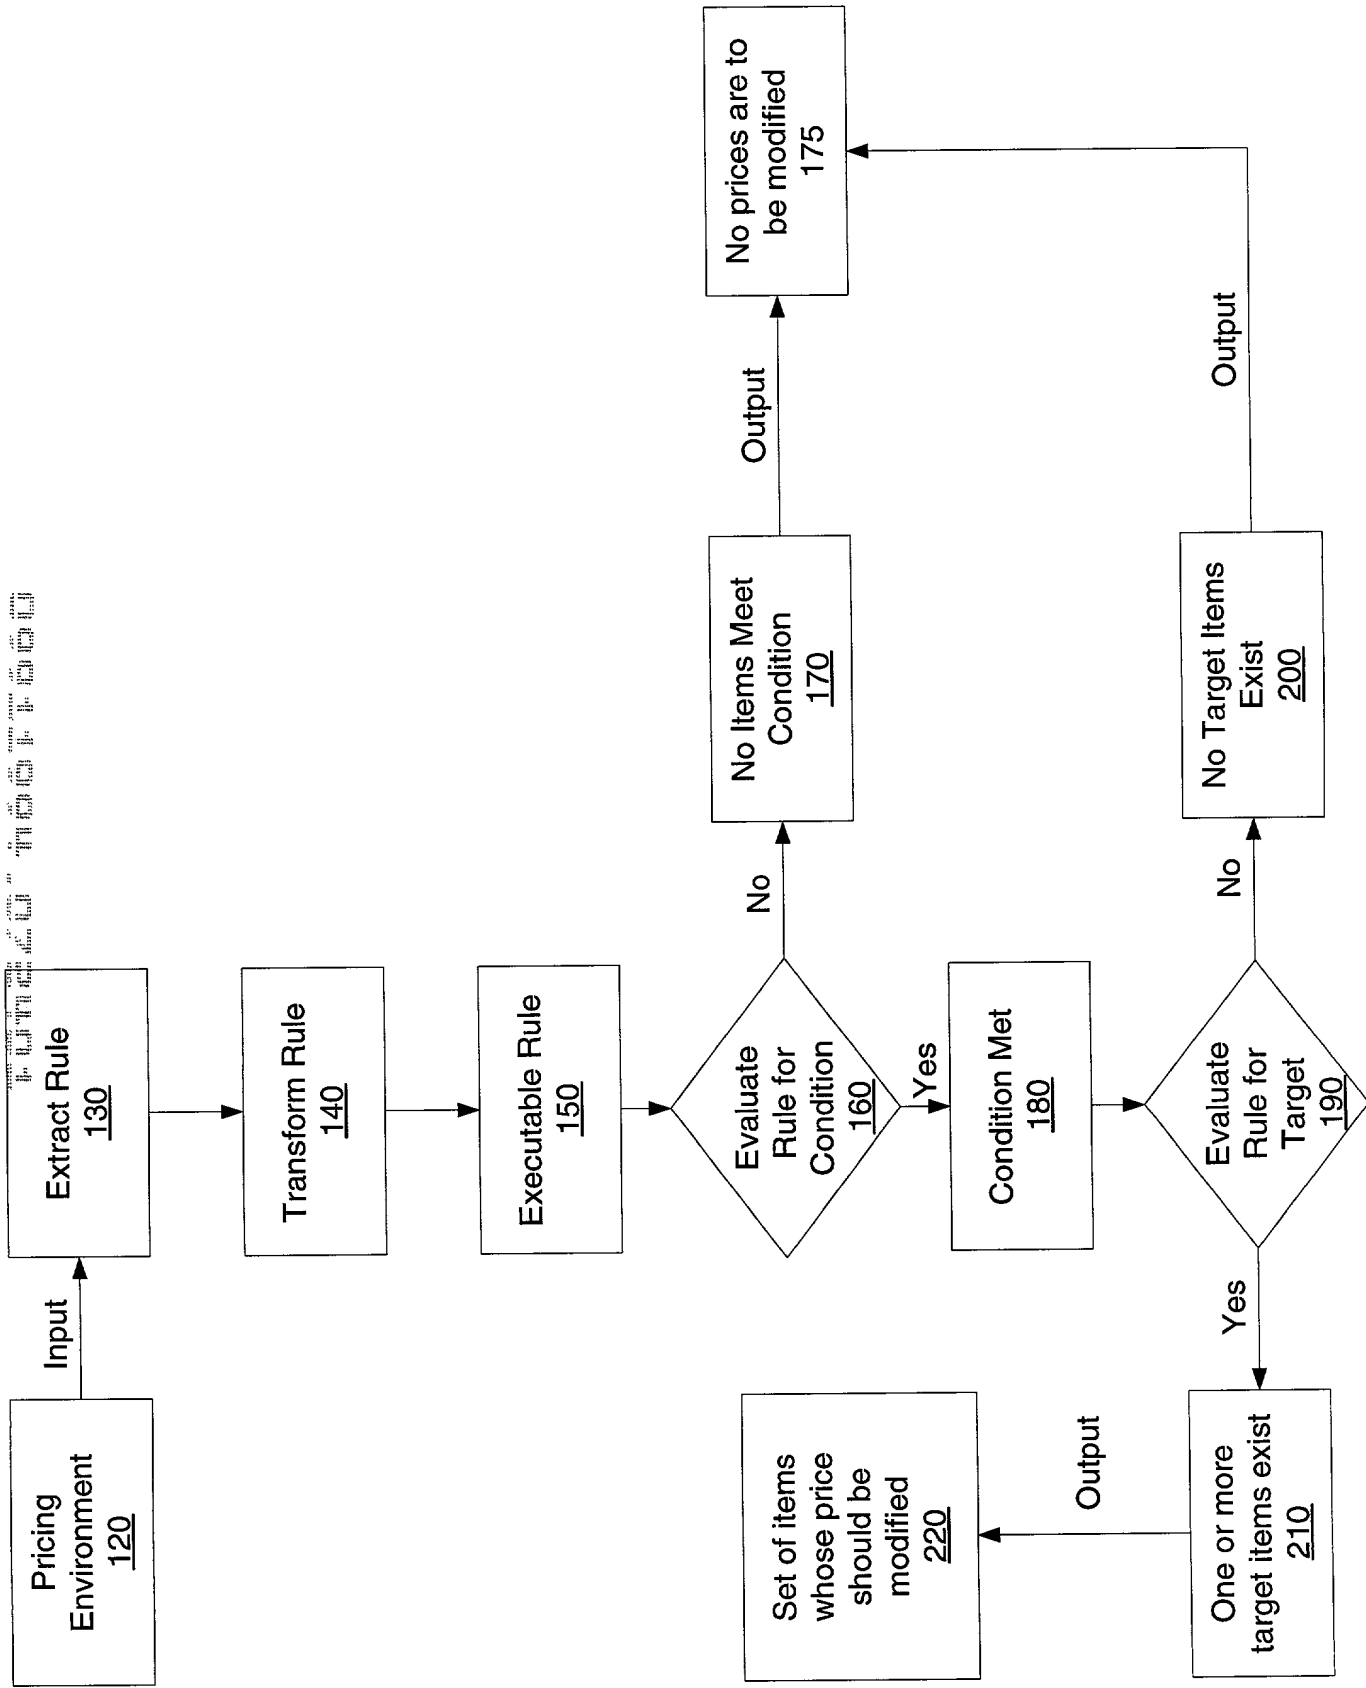 Pricing
Environment
120
Input
Extract Rule
130
Transform Rule
140
Executable Rule
150
Evaluate
Rule for
Condition
160
No
No Items Meet
Condition
170
Output
No prices are to
be modified
175
Yes
Condition Met
180
Evaluate
Rule for
Target
190
No
No Target Items
Exist
200
Output
Yes
One or more
target items exist
210
Output
Set of items
whose price
should be
modified
220